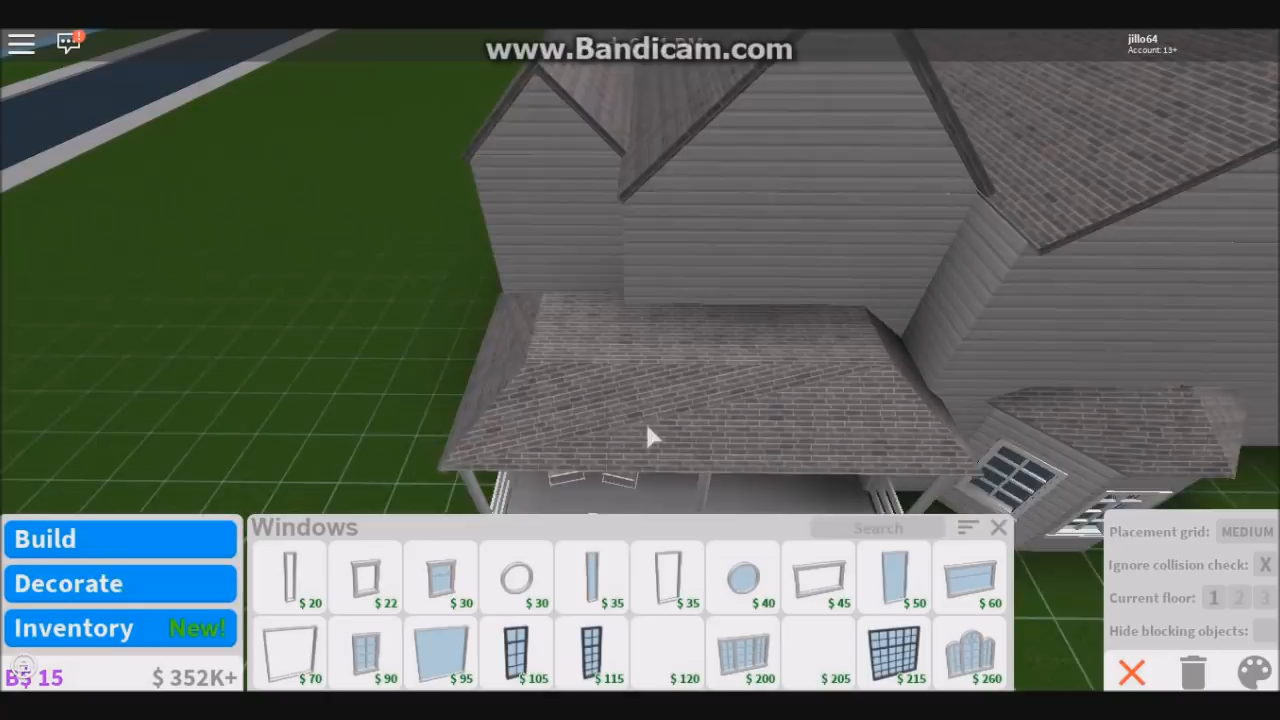 www.Bandicam.com
jillo64
Account: 13+
Build
Decorate
Inventory New!
B$ 15
$ 352K+
Windows
Search
$ 20
$ 22
$ 30
$ 30
$ 35
$ 35
$ 40
$ 45
$ 50
$ 60
$ 70
$ 90
$ 95
$ 105
$ 115
$ 120
$ 200
$ 205
$ 215
$ 260
Placement grid: MEDIUM
Ignore collision check: X
Current floor: 1 2 3
Hide blocking objects: